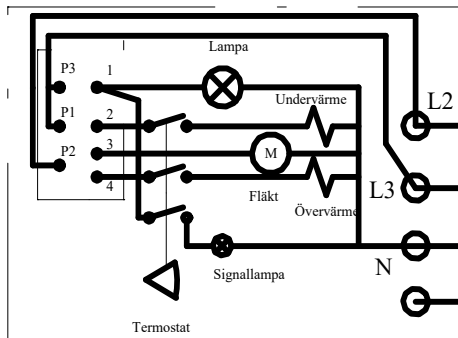 Lampa
P3
1
Undervärme
L2
P1
2
3
M
P2
4
Fläkt
Övervärme
L3
N
Signallampa
Termostat